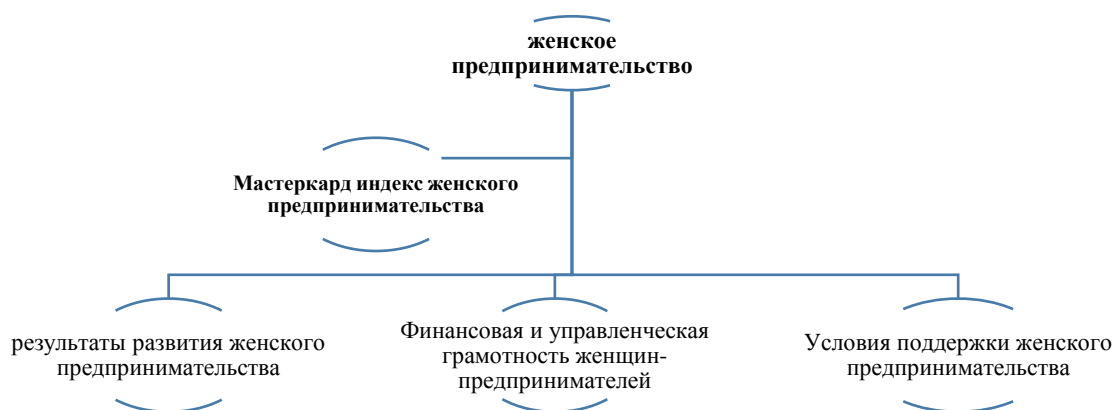 женское
предпринимательство
Мастеркард индекс женского
предпринимательства
результаты развития женского
предпринимательства
Финансовая и управленческая
грамотность женщин-
предпринимателей
Условия поддержки женского
предпринимательства